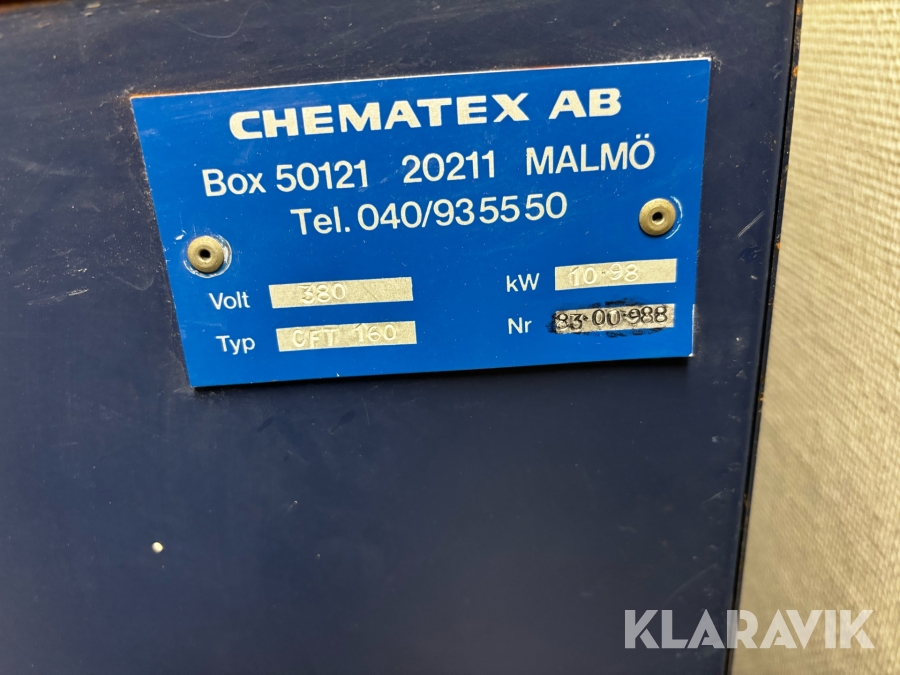 CHEMATEX AB
Box 50121 20211 MALMÖ
Tel. 040/935550
Volt 380 kW 10-98
Typ CFT 160 Nr 83-00-988
KLARAVIK